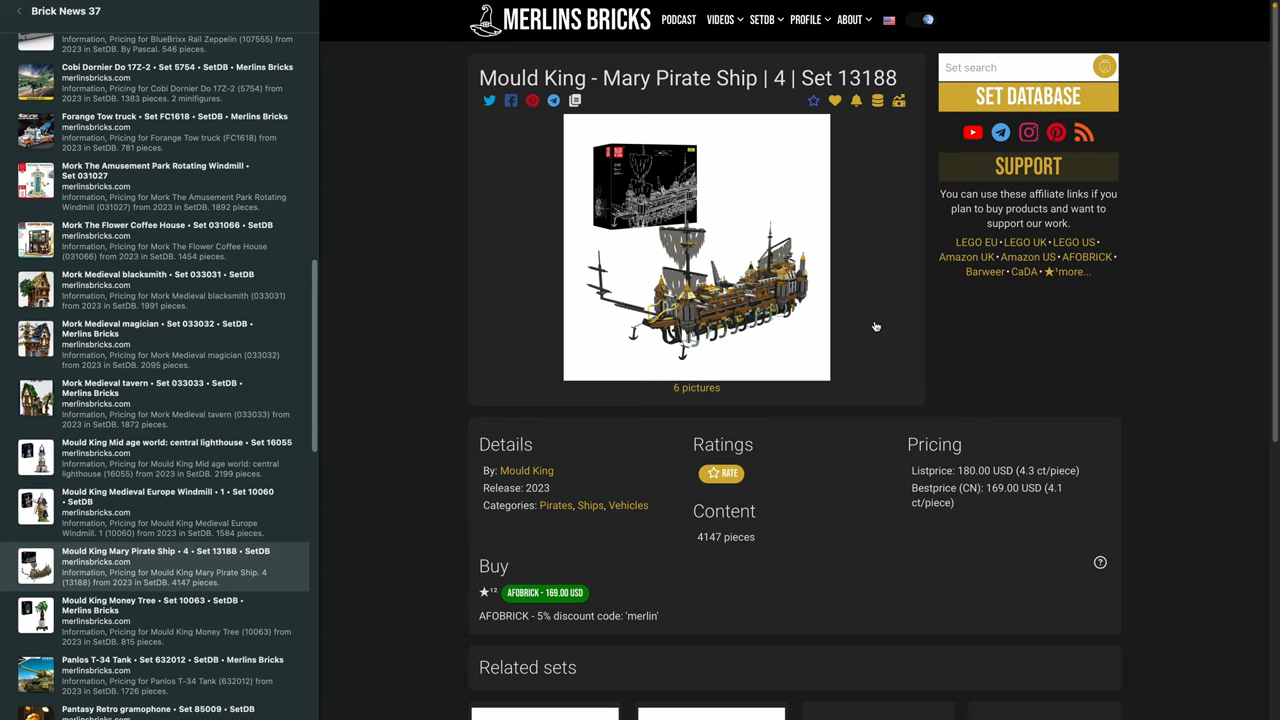 Brick News 37
Information, Pricing for BlueBrixx Rail Zeppelin (107555) from
2023 in SetDB. By Pascal. 546 pieces.
Cobi Dornier Do 17Z-2 • Set 5754 • SetDB • Merlins Bricks
merlinsbricks.com
Information, Pricing for Cobi Dornier Do 17Z-2 (5754) from
2023 in SetDB. 1383 pieces. 2 minifigures.
Forange Tow truck • Set FC1618 • SetDB • Merlins Bricks
merlinsbricks.com
Information, Pricing for Forange Tow truck (FC1618) from
2023 in SetDB. 781 pieces.
Mork The Amusement Park Rotating Windmill •
Set 031027
merlinsbricks.com
Information, Pricing for Mork The Amusement Park
Rotating Windmill (031027) from 2023 in SetDB. 1892 pieces.
Mork The Flower Coffee House • Set 031066 • SetDB
merlinsbricks.com
Information, Pricing for Mork The Flower Coffee House
(031066) from 2023 in SetDB. 1454 pieces.
Mork Medieval blacksmith • Set 033031 • SetDB
merlinsbricks.com
Information, Pricing for Mork Medieval blacksmith (033031)
from 2023 in SetDB. 1991 pieces.
Mork Medieval magician • Set 033032 • SetDB •
Merlins Bricks
merlinsbricks.com
Information, Pricing for Mork Medieval magician (033032)
from 2023 in SetDB. 2095 pieces.
Mork Medieval tavern • Set 033033 • SetDB •
Merlins Bricks
merlinsbricks.com
Information, Pricing for Mork Medieval tavern (033033) from
2023 in SetDB. 1872 pieces.
Mould King Mid age world: central lighthouse • Set 16055
merlinsbricks.com
Information, Pricing for Mould King Mid age world: central
lighthouse (16055) from 2023 in SetDB. 2199 pieces.
Mould King Medieval Europe Windmill • 1 • Set 10060
• SetDB
merlinsbricks.com
Information, Pricing for Mould King Medieval Europe
Windmill. 1 (10060) from 2023 in SetDB. 1584 pieces.
Mould King Mary Pirate Ship • 4 • Set 13188 • SetDB
merlinsbricks.com
Information, Pricing for Mould King Mary Pirate Ship. 4
(13188) from 2023 in SetDB. 4147 pieces.
Mould King Money Tree • Set 10063 • SetDB •
Merlins Bricks
merlinsbricks.com
Information, Pricing for Mould King Money Tree (10063) from
2023 in SetDB. 815 pieces.
Panlos T-34 Tank • Set 632012 • SetDB • Merlins Bricks
merlinsbricks.com
Information, Pricing for Panlos T-34 Tank (632012) from
2023 in SetDB. 1726 pieces.
Pantasy Retro gramophone • Set 85009 • SetDB
MERLINS BRICKS PODCAST VIDEOS SETDB PROFILE ABOUT
Mould King - Mary Pirate Ship | 4 | Set 13188
6 pictures
Details
By: Mould King
Release: 2023
Categories: Pirates, Ships, Vehicles
Ratings
RATE
Content
4147 pieces
Pricing
Listprice: 180.00 USD (4.3 ct/piece)
Bestprice (CN): 169.00 USD (4.1
ct/piece)
Buy
★12 AFOBRICK - 169.00 USD
AFOBRICK - 5% discount code: 'merlin'
Related sets
Set search
SET DATABASE
SUPPORT
You can use these affiliate links if you
plan to buy products and want to
support our work.
LEGO EU • LEGO UK • LEGO US •
Amazon UK • Amazon US • AFOBRICK •
Barweer • CaDA • ★¹more...